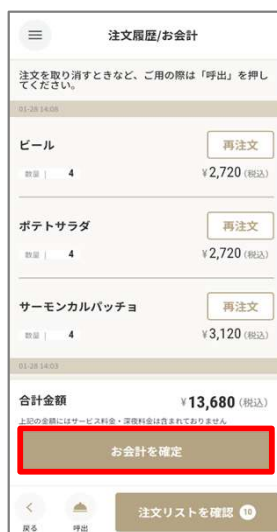 注文履歴/お会計
注文を取り消すときなど、ご用の際は「呼出」を押し
てください。
01-28 14:08
ビール
再注文
数量 | 4
¥2,720 (税込)
ポテトサラダ
再注文
数量 | 4
¥2,720 (税込)
サーモンカルパッチョ
再注文
数量 | 4
¥3,120 (税込)
01-28 14:03
合計金額
¥13,680 (税込)
上記の金額にはサービス料金・深夜料金は含まれておりません
お会計を確定
戻る
呼出
注文リストを確認 10